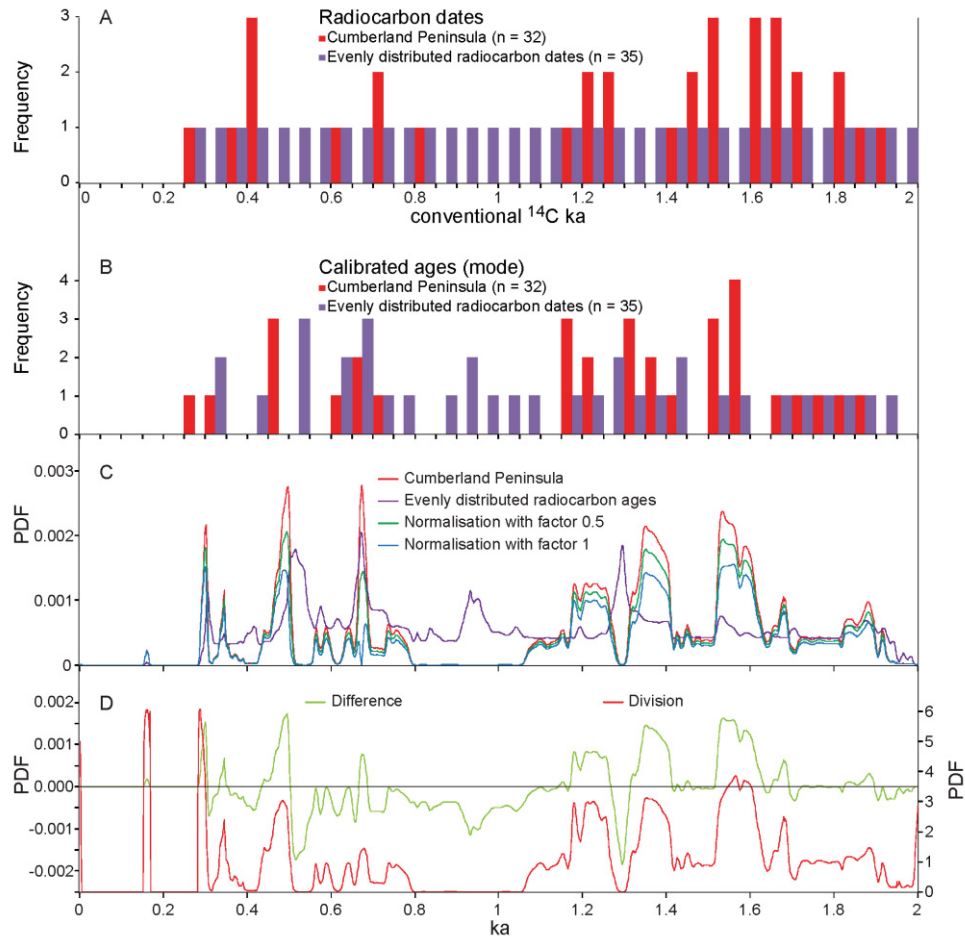 A
Radiocarbon dates
Cumberland Peninsula (n = 32)
Evenly distributed radiocarbon dates (n = 35)
Frequency
3
2
1
0
0 0.2 0.4 0.6 0.8 1 1.2 1.4 1.6 1.8 2
conventional ¹⁴C ka
B
Calibrated ages (mode)
Cumberland Peninsula (n = 32)
Evenly distributed radiocarbon dates (n = 35)
Frequency
4
3
2
1
0
C
Cumberland Peninsula
Evenly distributed radiocarbon ages
Normalisation with factor 0.5
Normalisation with factor 1
PDF
0.003
0.002
0.001
0
D
Difference
Division
PDF
0.002
0.001
0.000
-0.001
-0.002
6
5
4
3
2
1
0
PDF
0 0.2 0.4 0.6 0.8 1 1.2 1.4 1.6 1.8 2
ka